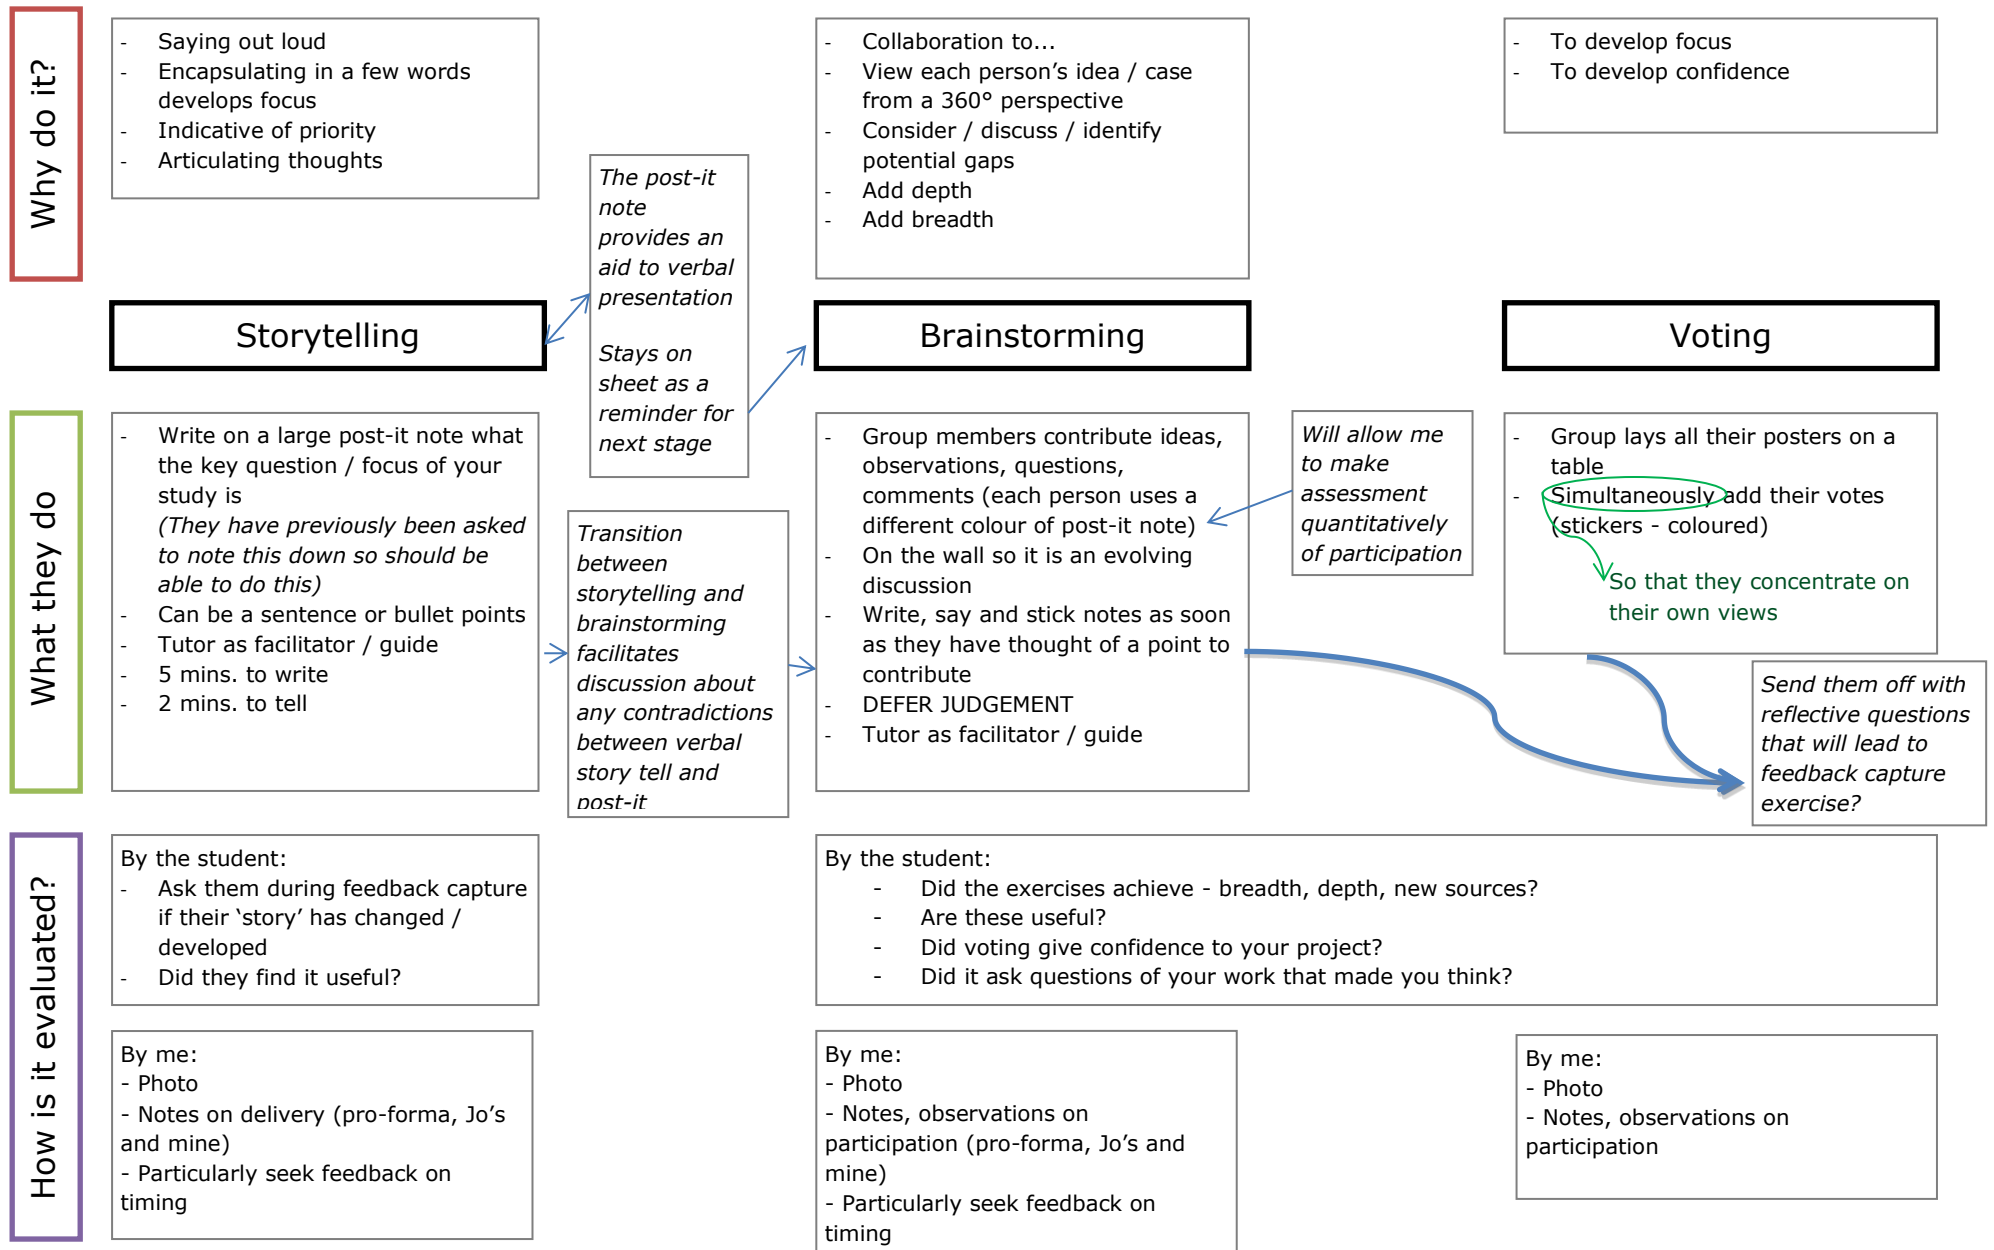 Why do it?
- Saying out loud
- Encapsulating in a few words
develops focus
- Indicative of priority
- Articulating thoughts
The post-it
note
provides an
aid to verbal
presentation
Stays on
sheet as a
reminder for
next stage
- Collaboration to...
- View each person’s idea / case
from a 360° perspective
- Consider / discuss / identify
potential gaps
- Add depth
- Add breadth
- To develop focus
- To develop confidence
Storytelling
Brainstorming
Voting
What they do
- Write on a large post-it note what
the key question / focus of your
study is
(They have previously been asked
to note this down so should be
able to do this)
- Can be a sentence or bullet points
- Tutor as facilitator / guide
- 5 mins. to write
- 2 mins. to tell
Transition
between
storytelling and
brainstorming
facilitates
discussion about
any contradictions
between verbal
story tell and
post-it
- Group members contribute ideas,
observations, questions,
comments (each person uses a
different colour of post-it note)
- On the wall so it is an evolving
discussion
- Write, say and stick notes as soon
as they have thought of a point to
contribute
- DEFER JUDGEMENT
- Tutor as facilitator / guide
Will allow me
to make
assessment
quantitatively
of participation
- Group lays all their posters on a
table
- Simultaneously add their votes
(stickers - coloured)
So that they concentrate on
their own views
Send them off with
reflective questions
that will lead to
feedback capture
exercise?
How is it evaluated?
By the student:
- Ask them during feedback capture
if their ‘story’ has changed /
developed
- Did they find it useful?
By the student:
- Did the exercises achieve - breadth, depth, new sources?
- Are these useful?
- Did voting give confidence to your project?
- Did it ask questions of your work that made you think?
By me:
- Photo
- Notes on delivery (pro-forma, Jo’s
and mine)
- Particularly seek feedback on
timing
By me:
- Photo
- Notes, observations on
participation (pro-forma, Jo’s and
mine)
- Particularly seek feedback on
timing
By me:
- Photo
- Notes, observations on
participation